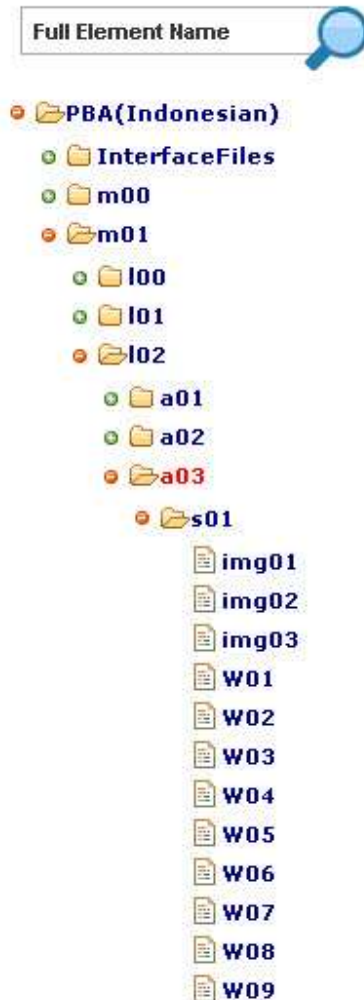 Full Element Name
PBA(Indonesian)
InterfaceFiles
m00
m01
l00
l01
l02
a01
a02
a03
s01
img01
img02
img03
W01
W02
W03
W04
W05
W06
W07
W08
W09